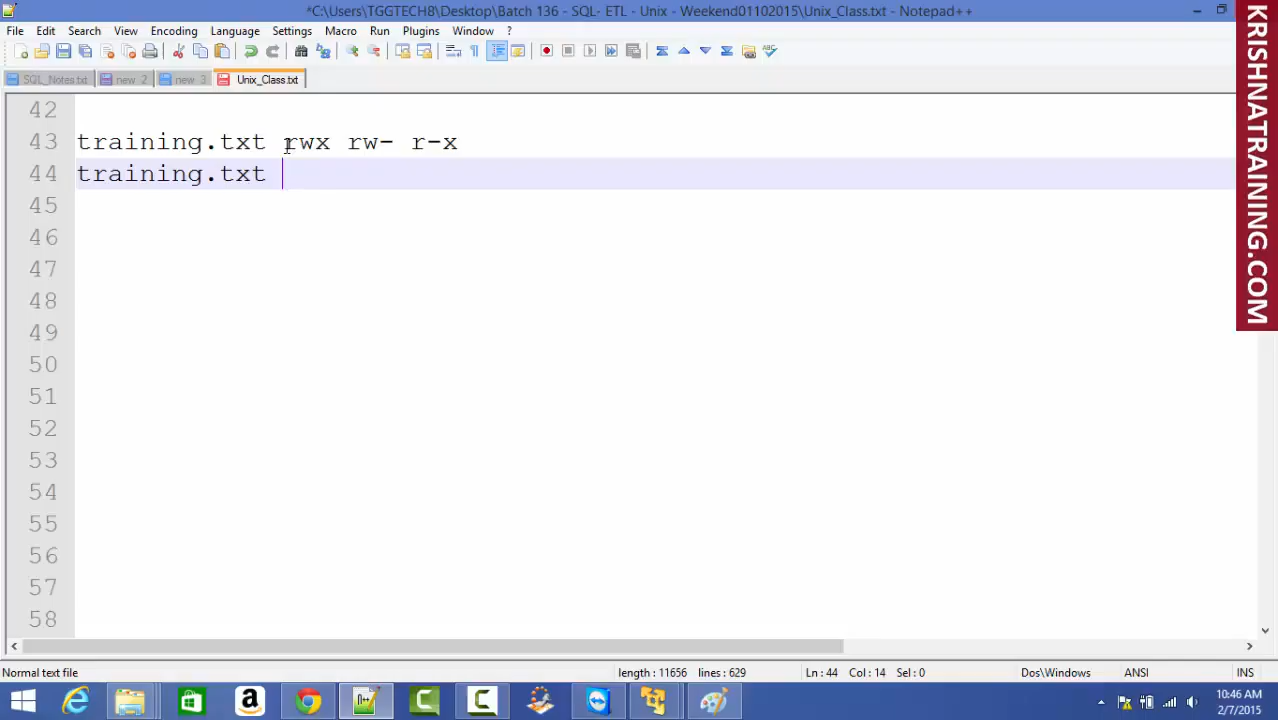 *C:\Users\TGGTECH8\Desktop\Batch 136 - SQL- ETL - Unix - Weekend01102015\Unix_Class.txt - Notepad++
File Edit Search View Encoding Language Settings Macro Run Plugins Window ?
SQL_Notes.txt new 2 new 3 Unix_Class.txt
42
43 training.txt rwx rw- r-x
44 training.txt
45
46
47
48
49
50
51
52
53
54
55
56
57
58
Normal text file length : 11656 lines : 629 Ln : 44 Col : 14 Sel : 0 Dos\Windows ANSI INS
10:46 AM
2/7/2015
KRISHNATRAINING.COM